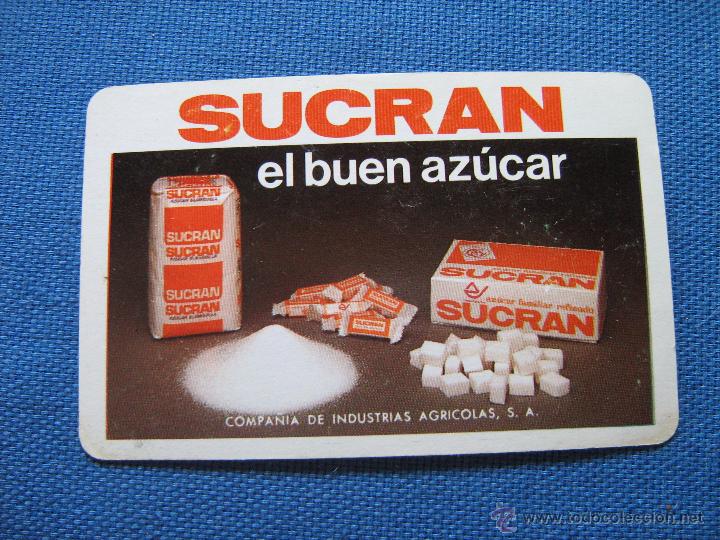 SUCRAN
el buen azúcar
SUCRAN
SUCRAN
SUCRAN
SUCRAN
SUCRAN
SUCRAN
azúcar familiar refinado
SUCRAN
COMPAÑIA DE INDUSTRIAS AGRICOLAS, S. A.
www.todocoleccion.net